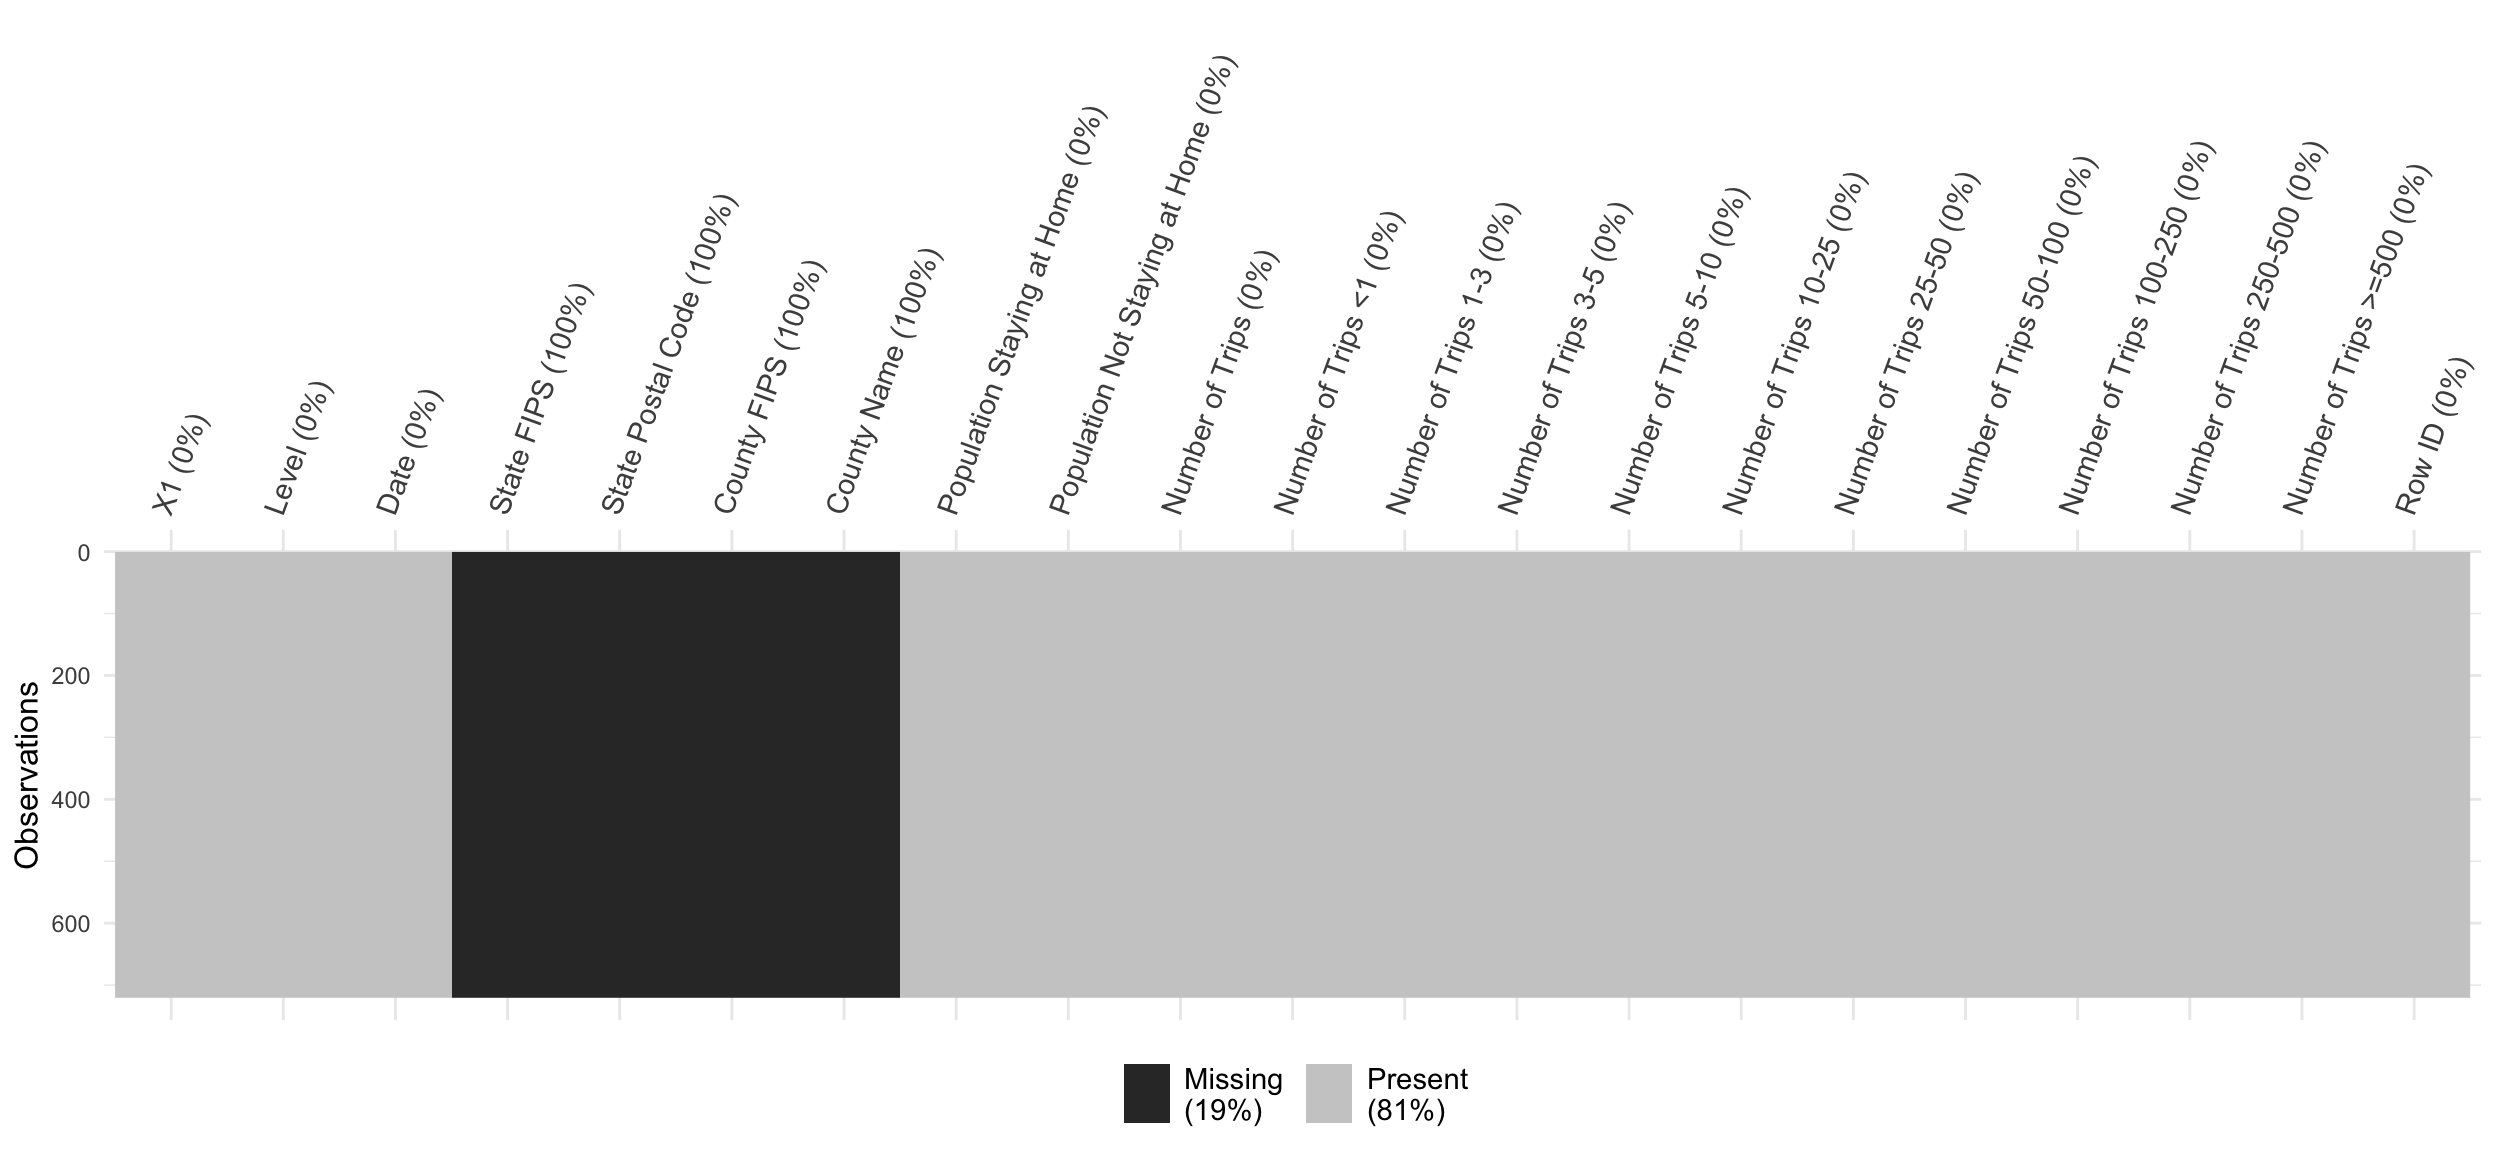 X1 (0%)
Level (0%)
Date (0%)
State FIPS (100%)
State Postal Code (100%)
County FIPS (100%)
County Name (100%)
Population Staying at Home (0%)
Population Not Staying at Home (0%)
Number of Trips (0%)
Number of Trips <1 (0%)
Number of Trips 1-3 (0%)
Number of Trips 3-5 (0%)
Number of Trips 5-10 (0%)
Number of Trips 10-25 (0%)
Number of Trips 25-50 (0%)
Number of Trips 50-100 (0%)
Number of Trips 100-250 (0%)
Number of Trips 250-500 (0%)
Number of Trips >=500 (0%)
Row ID (0%)
Observations
0
200
400
600
Missing
(19%)
Present
(81%)